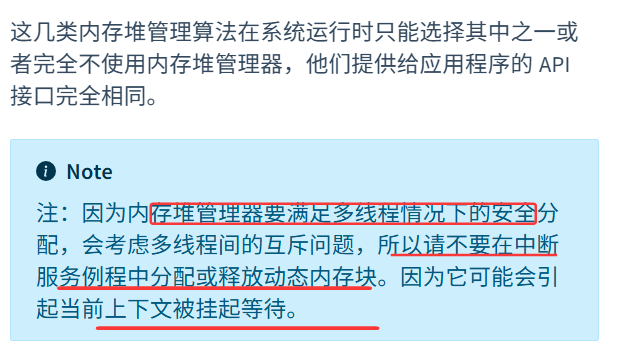 这几类内存堆管理算法在系统运行时只能选择其中之一或
者完全不使用内存堆管理器，他们提供给应用程序的 API
接口完全相同。
Note
注：因为内存堆管理器要满足多线程情况下的安全分
配，会考虑多线程间的互斥问题，所以请不要在中断
服务例程中分配或释放动态内存块。因为它可能会引
起当前上下文被挂起等待。